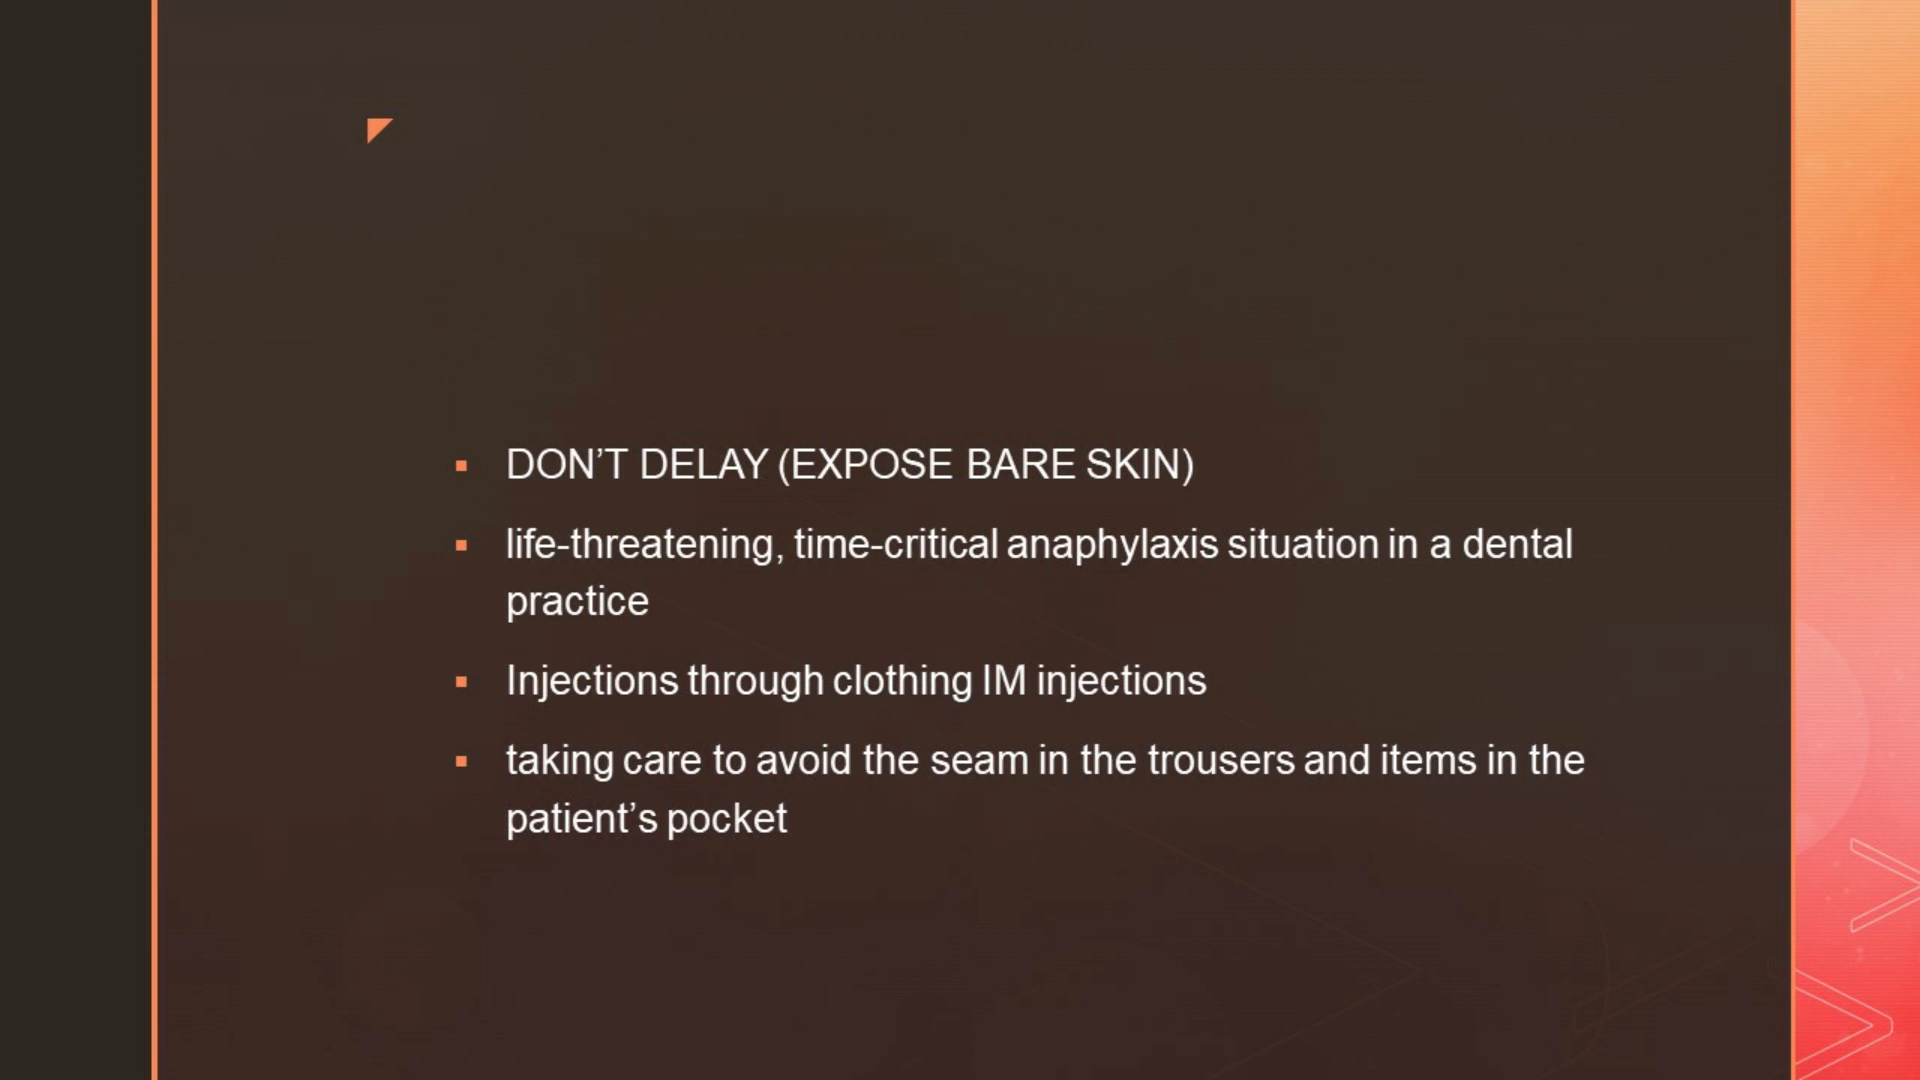 DON’T DELAY (EXPOSE BARE SKIN)
life-threatening, time-critical anaphylaxis situation in a dental
practice
Injections through clothing IM injections
taking care to avoid the seam in the trousers and items in the
patient’s pocket